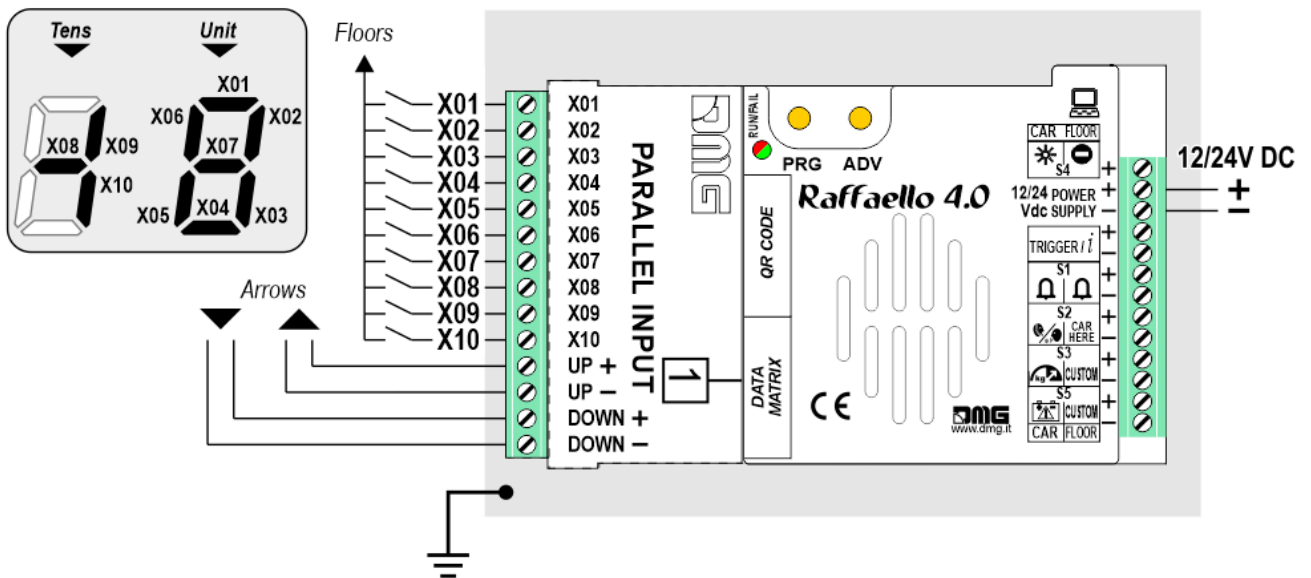 Tens Unit
X01
X06 X02
X08 X09 X07
X10
X05 X04 X03
Floors
X01
X02
X03
X04
X05
X06
X07
X08
X09
X10
Arrows
X01
X02
X03
X04
X05
X06
X07
X08
X09
X10
UP +
UP −
DOWN +
DOWN −
PARALLEL INPUT
1
DMG
RUN/FAIL
PRG ADV
QR CODE
DATA
MATRIX
Raffaello 4.0
CE
DMG
www.dmg.it
CAR FLOOR
S4 +
12/24 POWER +
Vdc SUPPLY −
TRIGGER / i + −
S1 + −
S2 +
CAR
HERE −
S3 +
kg CUSTOM −
S5 +
CUSTOM −
CAR FLOOR
12/24V DC
+
−